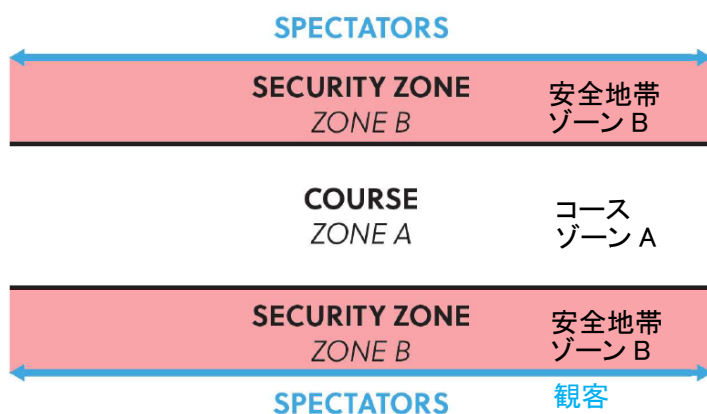 SPECTATORS
SECURITY ZONE
ZONE B
安全地帯
ゾーン B
COURSE
ZONE A
コース
ゾーン A
SECURITY ZONE
ZONE B
安全地帯
ゾーン B
SPECTATORS
観客